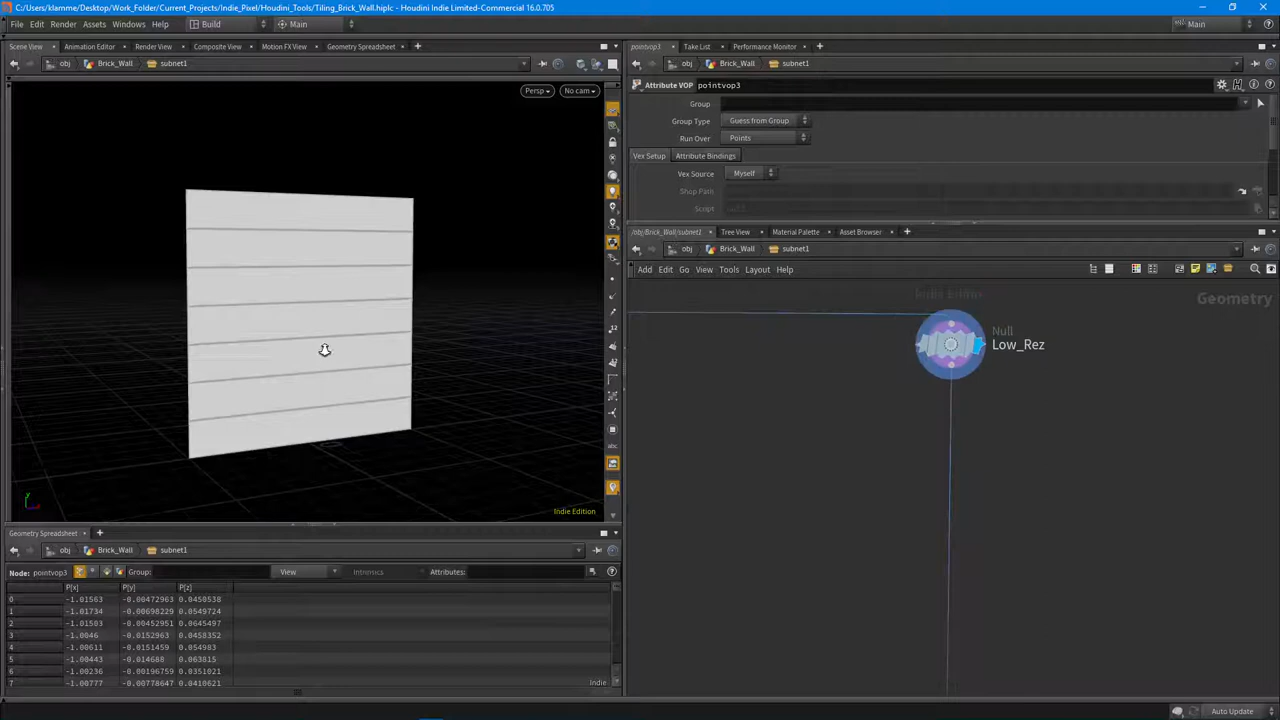 C:/Users/klamme/Desktop/Work_Folder/Current_Projects/Indie_Pixel/Houdini_Tools/Tiling_Brick_Wall.hiplc - Houdini Indie Limited-Commercial 16.0.705
File Edit Render Assets Windows Help Build Main Main
Scene View Animation Editor Render View Composite View Motion FX View Geometry Spreadsheet
obj Brick_Wall subnet1
Persp No cam
Indie Edition
Geometry Spreadsheet
obj Brick_Wall subnet1
Node: pointvop3 Group: View Intrinsics Attributes:
P[x] P[y] P[z]
0 -1.01563 -0.00472963 0.0450538
1 -1.01734 -0.00698229 0.0549724
2 -1.01503 -0.00452951 0.0645497
3 -1.0046 -0.0152963 0.0458352
4 -1.00611 -0.0151459 0.054983
5 -1.00443 -0.014688 0.063815
6 -1.00236 -0.00196759 0.0351021
7 -1.00777 -0.00778647 0.0410621
Indie
pointvop3 Take List Performance Monitor
obj Brick_Wall subnet1
Attribute VOP pointvop3
Group
Group Type Guess from Group
Run Over Points
Vex Setup Attribute Bindings
Vex Source Myself
Shop Path
Script
/obj/Brick_Wall/subnet1 Tree View Material Palette Asset Browser
obj Brick_Wall subnet1
Add Edit Go View Tools Layout Help
Indie Edition
Geometry
Null
Low_Rez
Auto Update